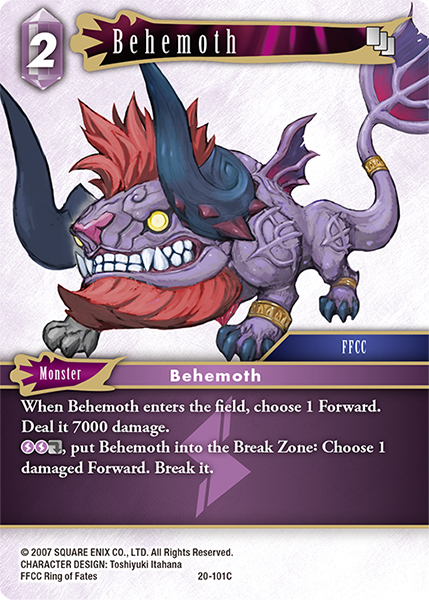 2
Behemoth
FFCC
Monster
Behemoth
When Behemoth enters the field, choose 1 Forward.
Deal it 7000 damage.
, put Behemoth into the Break Zone: Choose 1
damaged Forward. Break it.
© 2007 SQUARE ENIX CO., LTD. All Rights Reserved.
CHARACTER DESIGN: Toshiyuki Itahana
FFCC Ring of Fates
20-101C